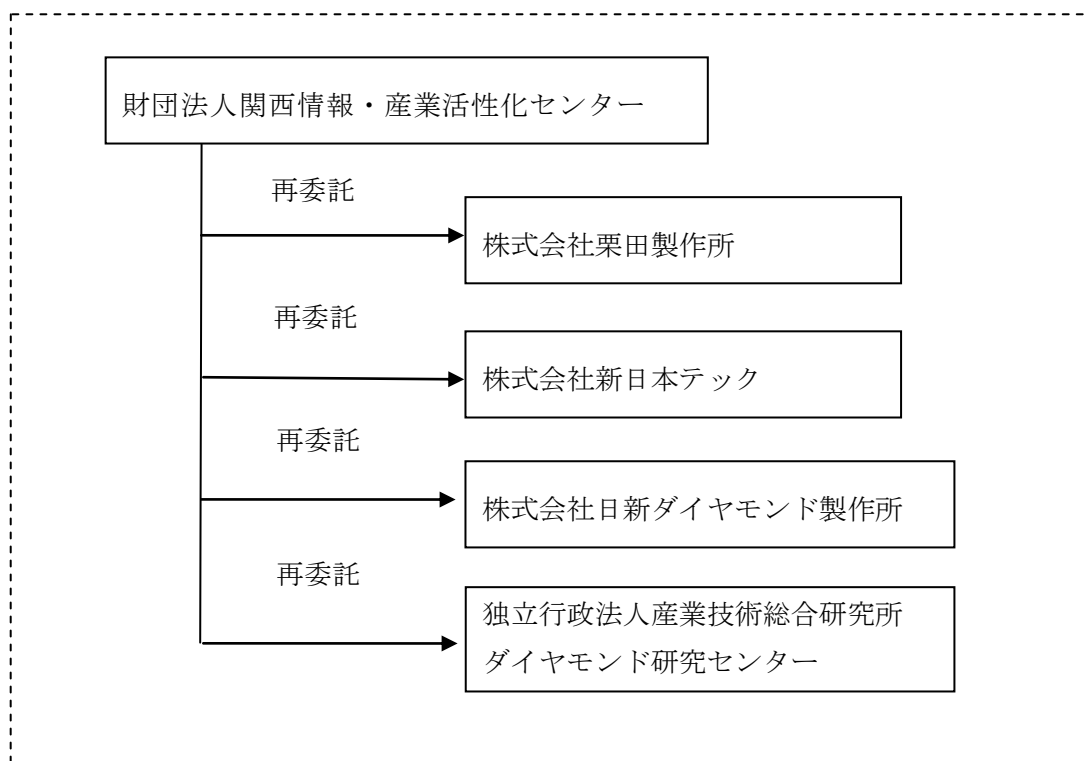 財団法人関西情報・産業活性化センター
再委託
株式会社栗田製作所
再委託
株式会社新日本テック
再委託
株式会社日新ダイヤモンド製作所
再委託
独立行政法人産業技術総合研究所
ダイヤモンド研究センター